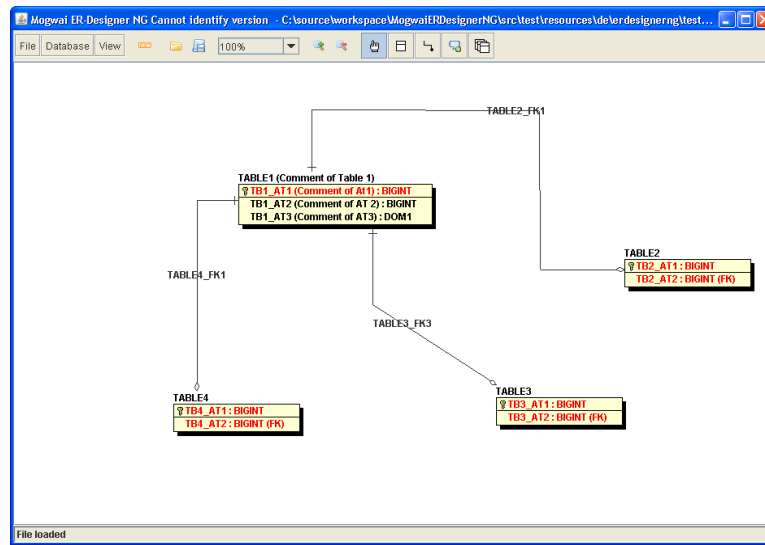 Mogwai ER-Designer NG Cannot identify version - C:\source\workspace\MogwaiERDesignerNG\src\test\resources\de\erdesignerng\test...
File Database View 100%
TABLE2_FK1
TABLE1 (Comment of Table 1)
TB1_AT1 (Comment of At1) : BIGINT
TB1_AT2 (Comment of AT 2) : BIGINT
TB1_AT3 (Comment of AT3) : DOM1
TABLE2
TB2_AT1 : BIGINT
TB2_AT2 : BIGINT (FK)
TABLE4_FK1
TABLE3_FK3
TABLE4
TB4_AT1 : BIGINT
TB4_AT2 : BIGINT (FK)
TABLE3
TB3_AT1 : BIGINT
TB3_AT2 : BIGINT (FK)
File loaded